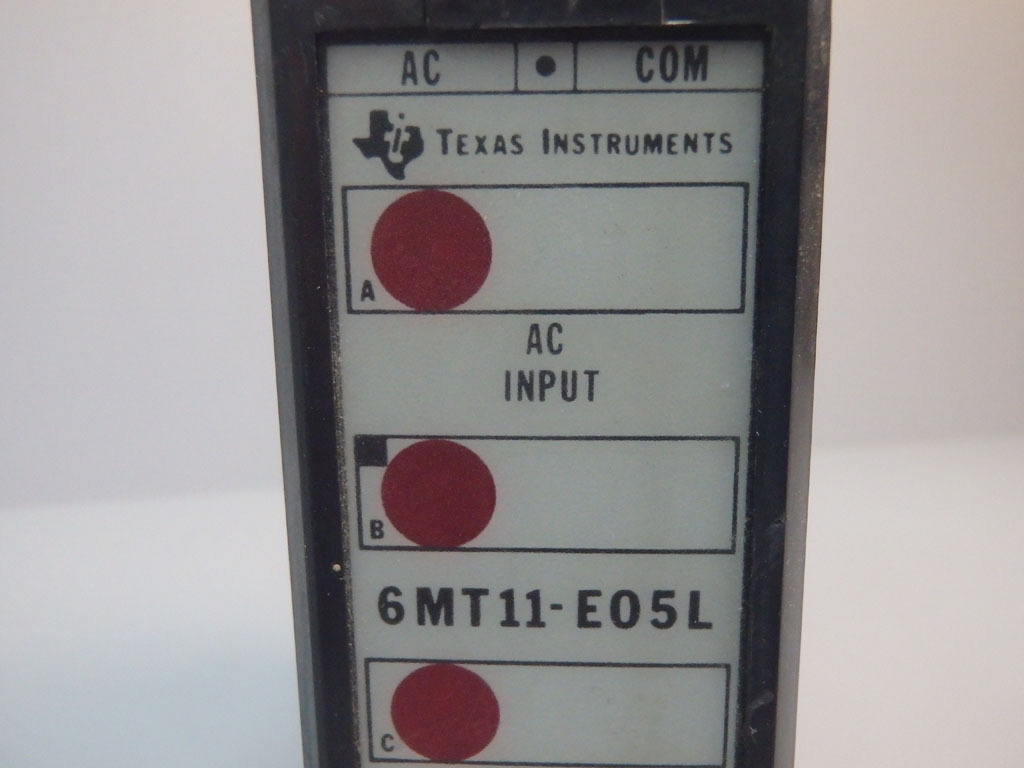 AC • COM
TEXAS INSTRUMENTS
A
AC
INPUT
B
6MT11-E05L
C